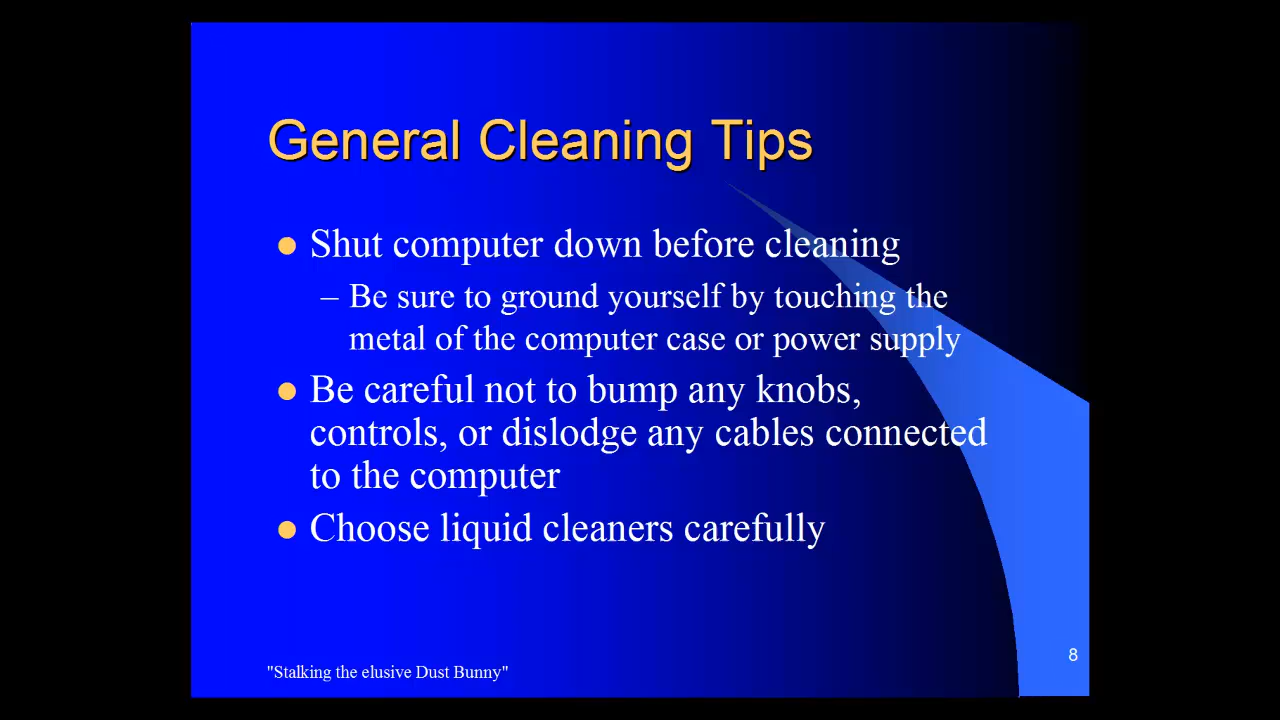 General Cleaning Tips
Shut computer down before cleaning
– Be sure to ground yourself by touching the
metal of the computer case or power supply
Be careful not to bump any knobs,
controls, or dislodge any cables connected
to the computer
Choose liquid cleaners carefully
"Stalking the elusive Dust Bunny"
8